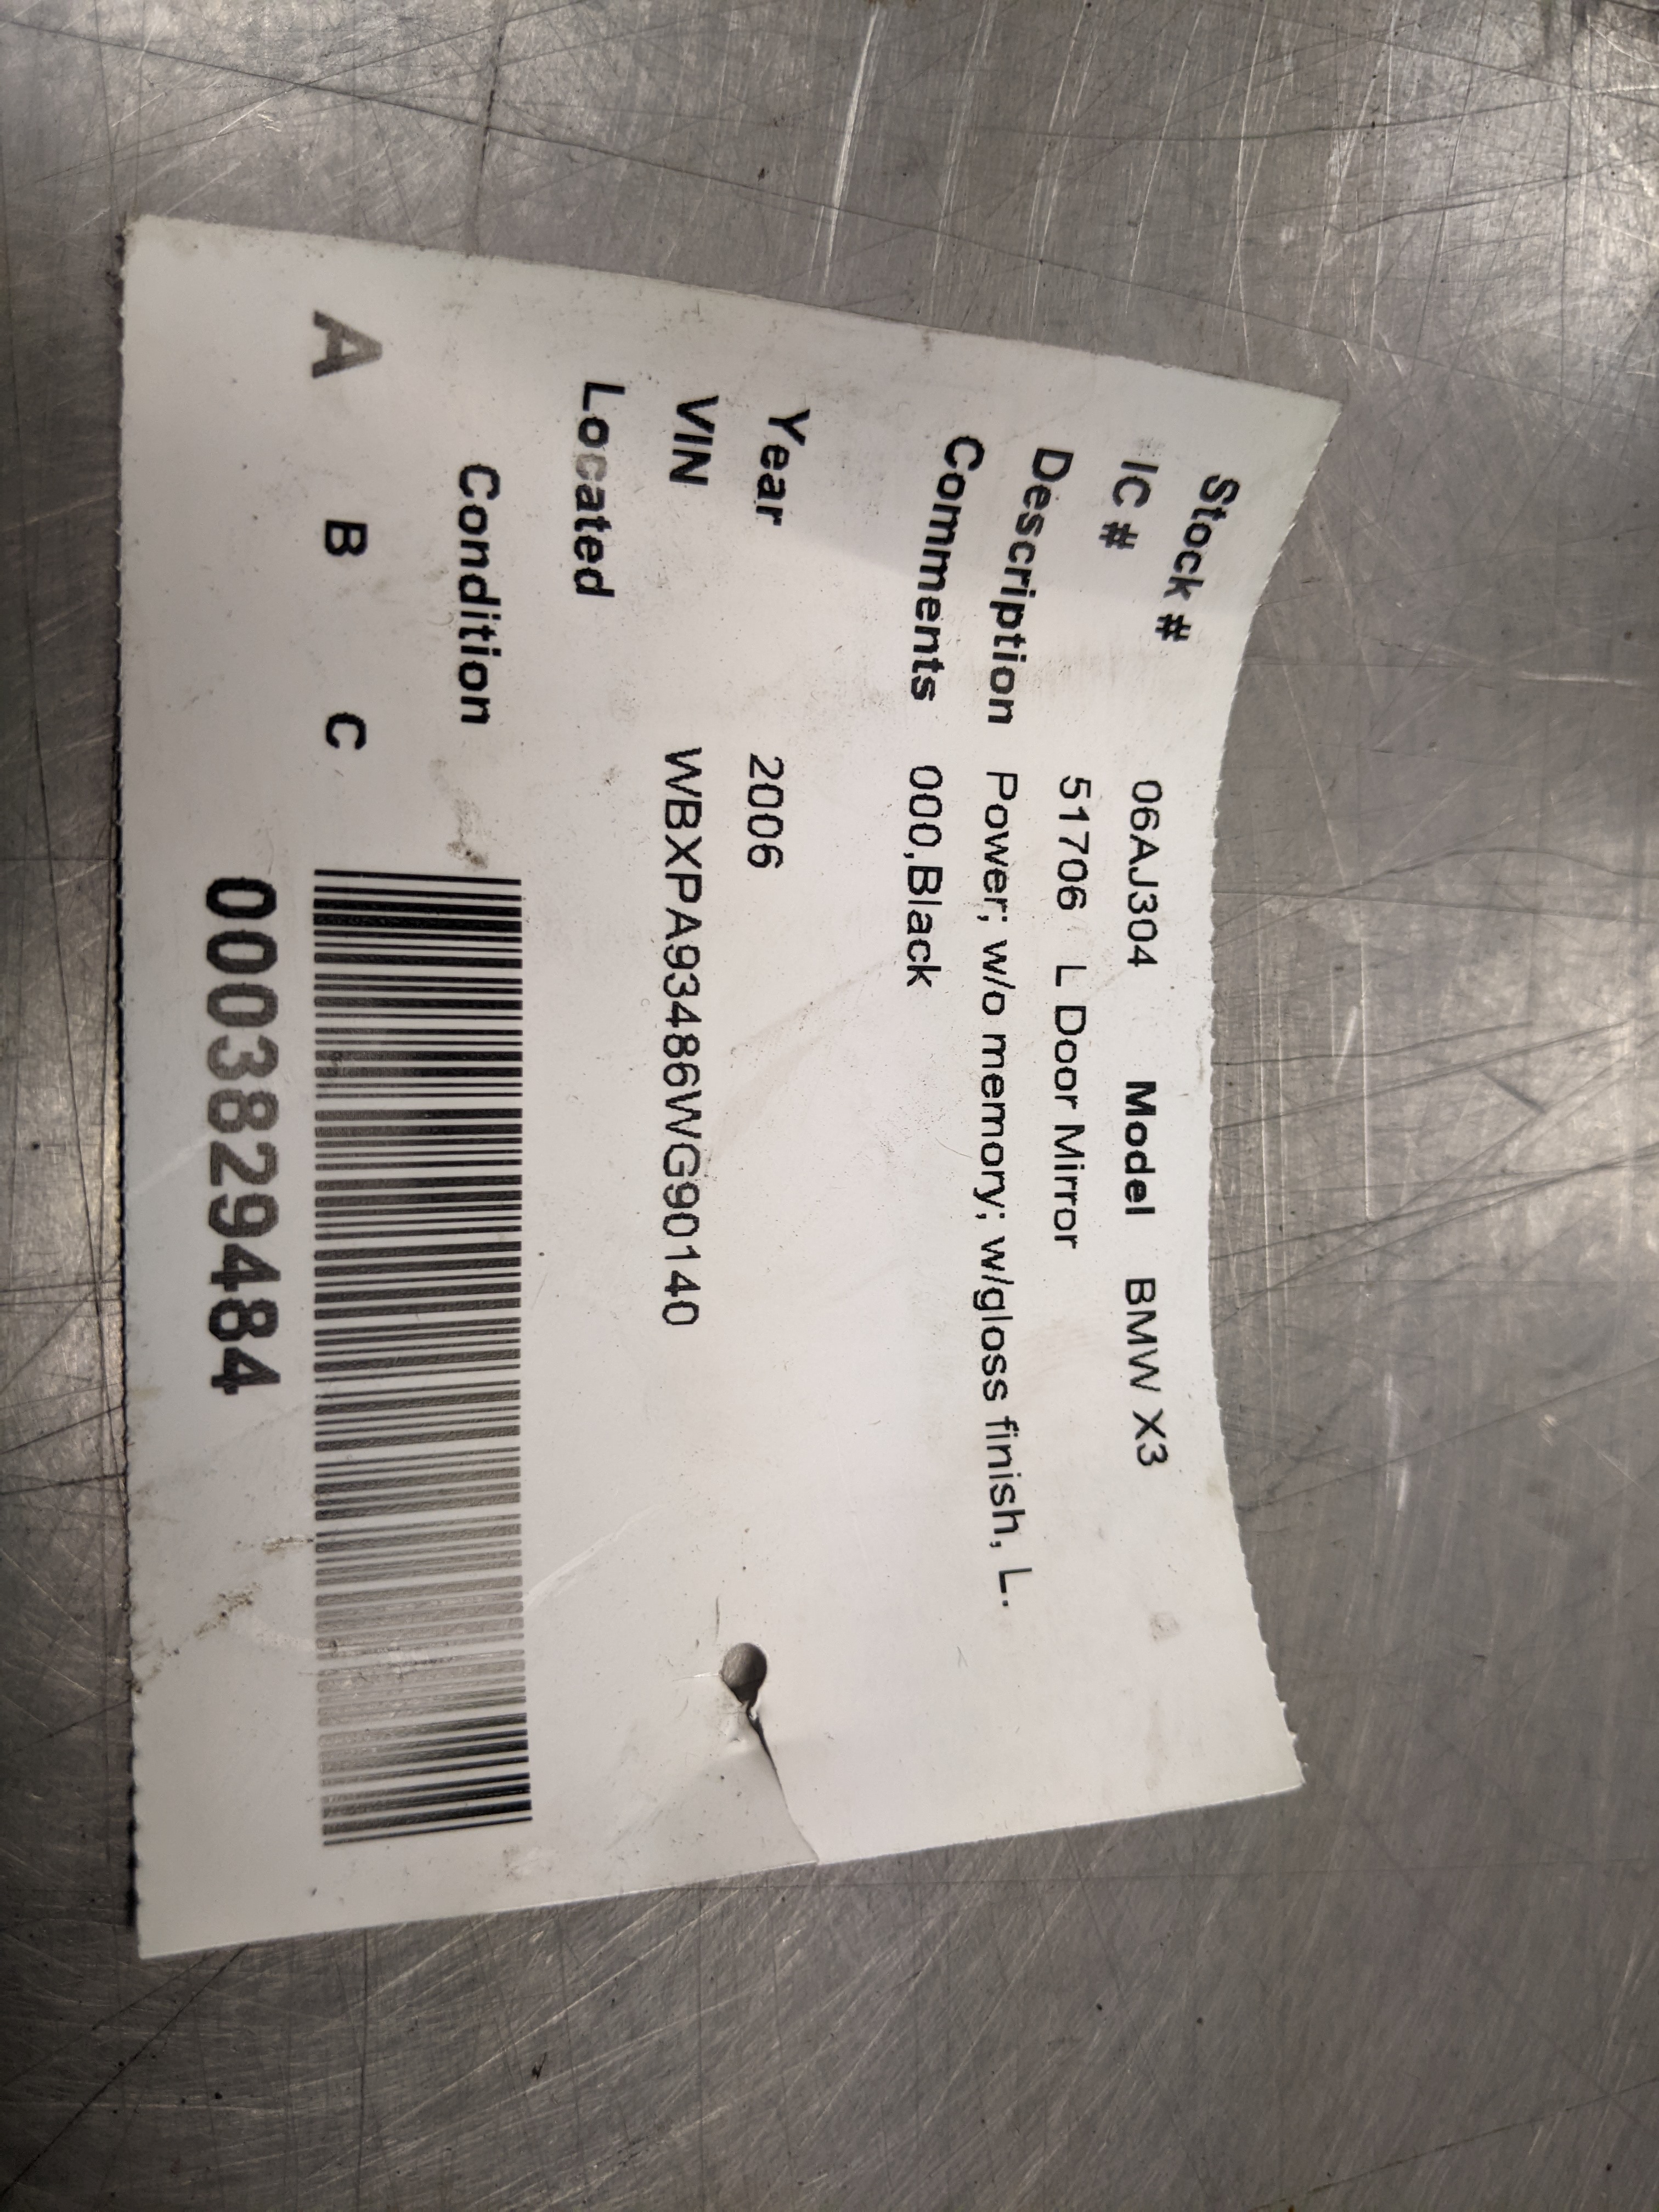 Stock # 06AJ304 Model BMW X3
IC # 51706 L Door Mirror
Description Power; w/o memory; w/gloss finish, L.
Comments 000,Black
Year 2006
VIN WBXPA93486WG90140
Located
Condition
A B C
0003829484